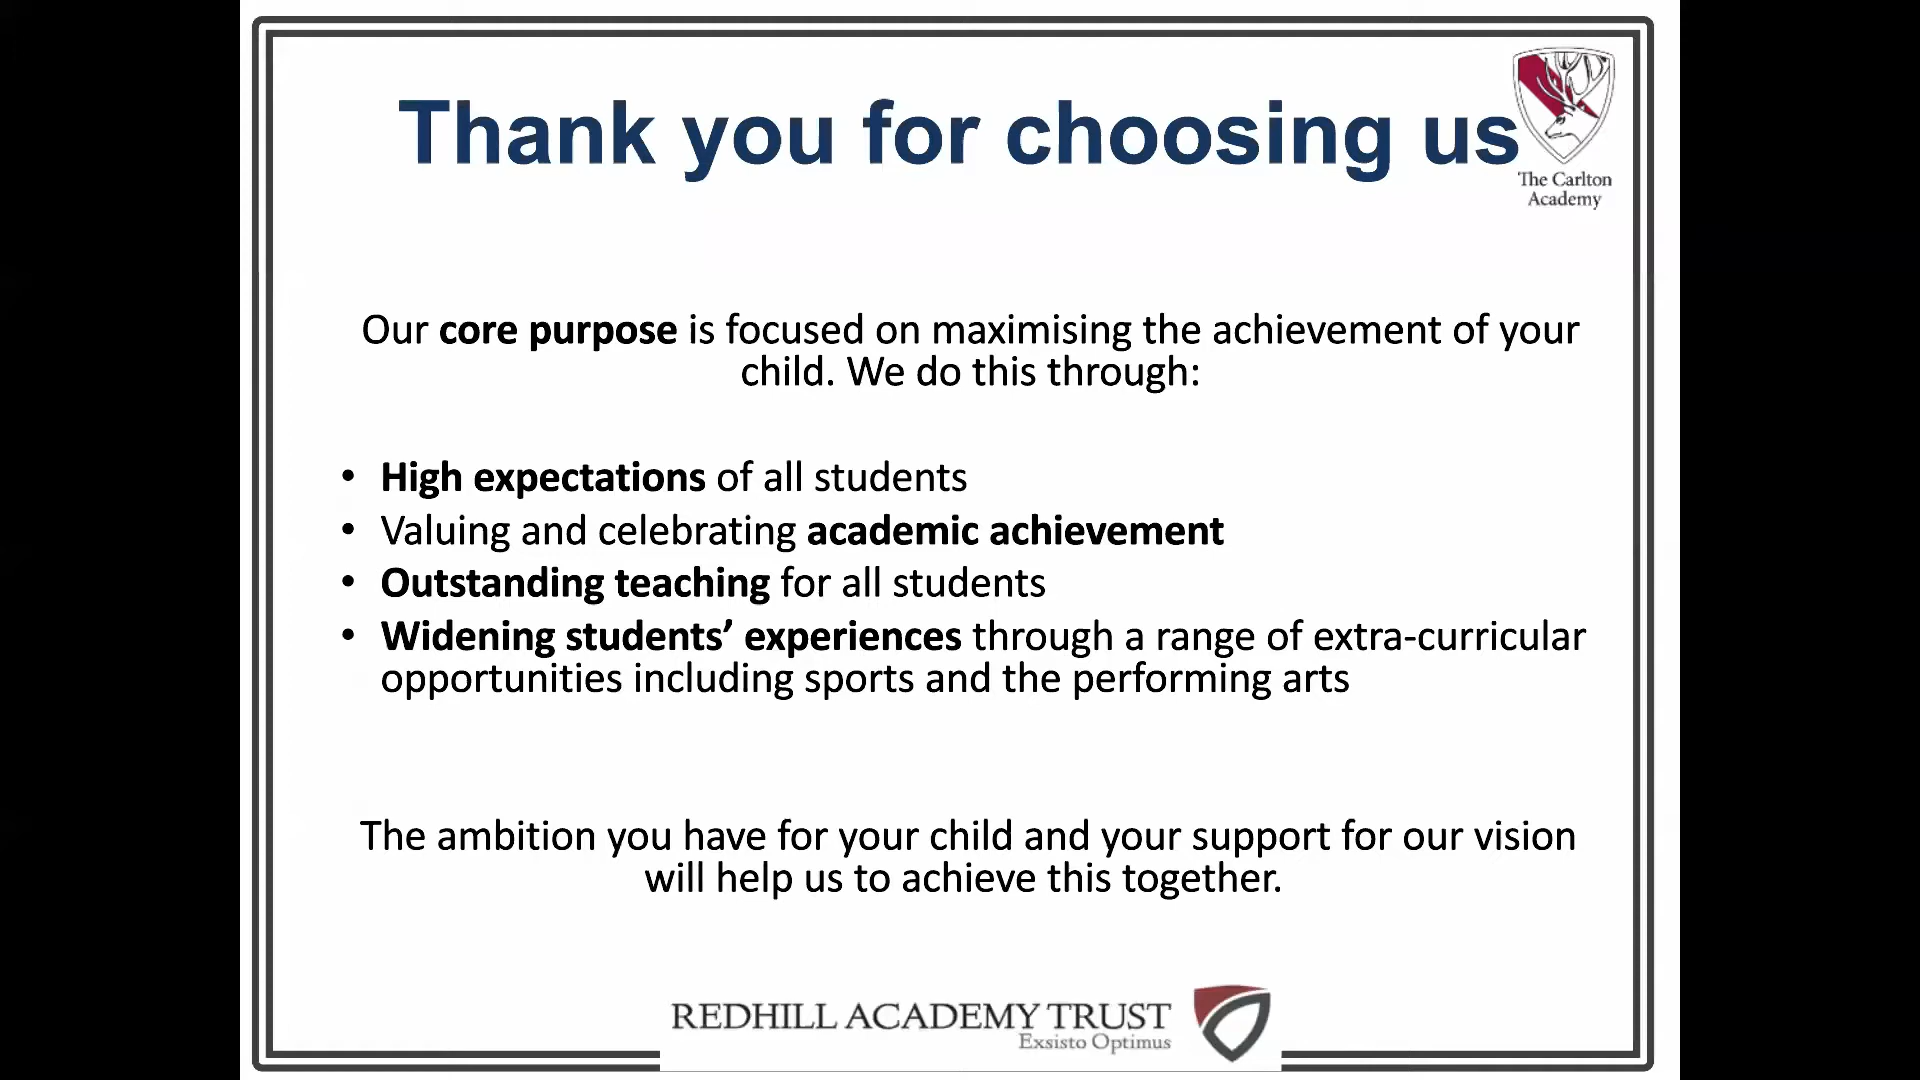 Thank you for choosing us
The Carlton
Academy
Our core purpose is focused on maximising the achievement of your
child. We do this through:
• High expectations of all students
• Valuing and celebrating academic achievement
• Outstanding teaching for all students
• Widening students’ experiences through a range of extra-curricular
opportunities including sports and the performing arts
The ambition you have for your child and your support for our vision
will help us to achieve this together.
REDHILL ACADEMY TRUST
Exsisto Optimus